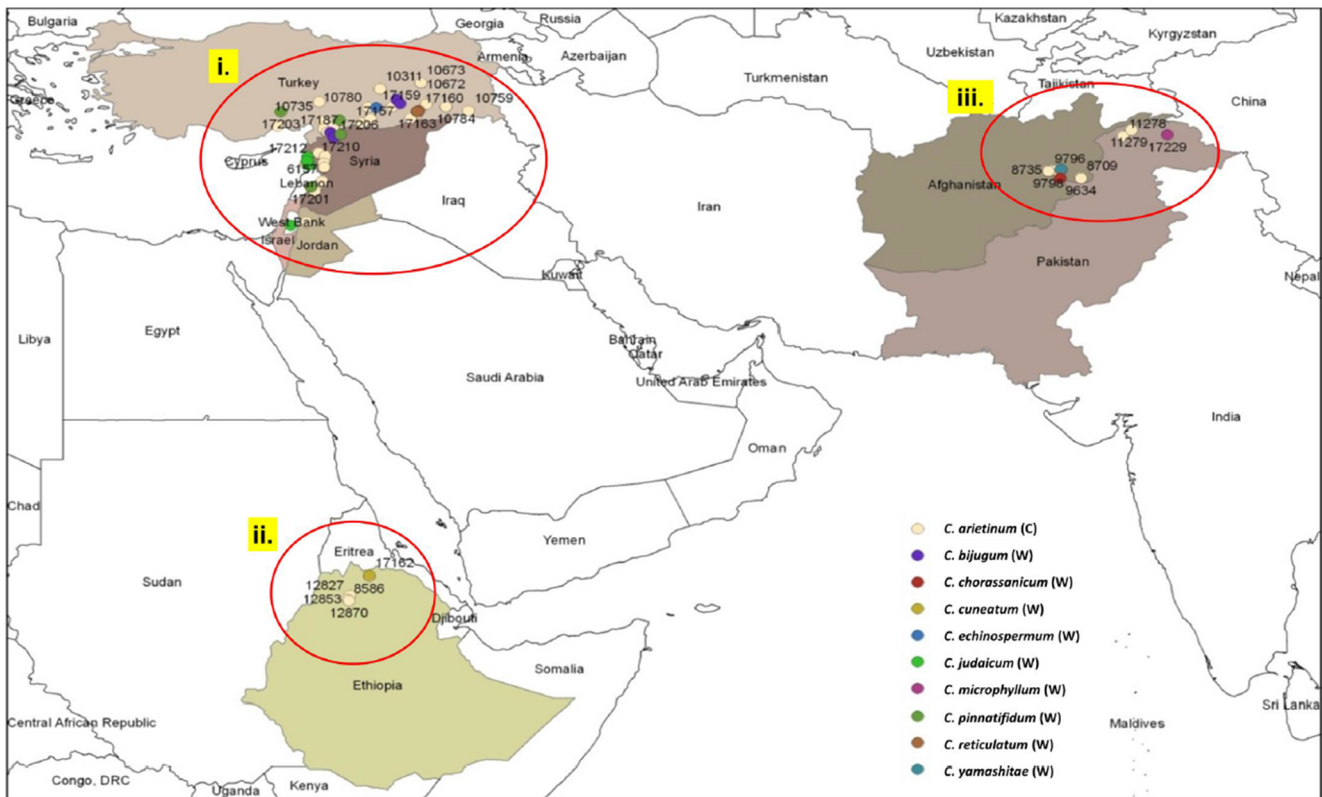 Bulgaria
Georgia
Russia
Kazakhstan
Kyrgyzstan
Uzbekistan
Armenia
Azerbaijan
Turkmenistan
Tajikistan
China
Greece
i.
Turkey
10311
10673
10672
10735
10780
17159
17160
10759
17157
10784
17203
17187
17206
17163
17212
17210
Cyprus
Syria
6157
Lebanon
17201
Iraq
Iran
West Bank
Israel
Jordan
iii.
11278
11279
17229
9796
8709
8735
9798
9634
Afghanistan
Pakistan
Nepal
Kuwait
Libya
Egypt
Bahrain
Qatar
Saudi Arabia
United Arab Emirates
India
Oman
Chad
ii.
Eritrea
17162
Yemen
Sudan
12827
8586
12853
12870
Djibouti
Somalia
Ethiopia
Central African Republic
Congo, DRC
Uganda
Kenya
Maldives
Sri Lanka
C. arietinum (C)
C. bijugum (W)
C. chorassanicum (W)
C. cuneatum (W)
C. echinospermum (W)
C. judaicum (W)
C. microphyllum (W)
C. pinnatifidum (W)
C. reticulatum (W)
C. yamashitae (W)